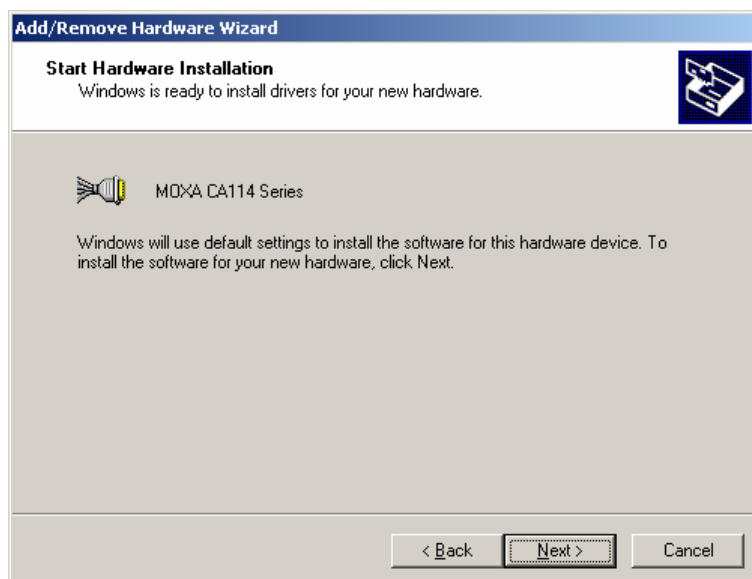 Add/Remove Hardware Wizard
Start Hardware Installation
Windows is ready to install drivers for your new hardware.
MOXA CA114 Series
Windows will use default settings to install the software for this hardware device. To
install the software for your new hardware, click Next.
< Back Next > Cancel